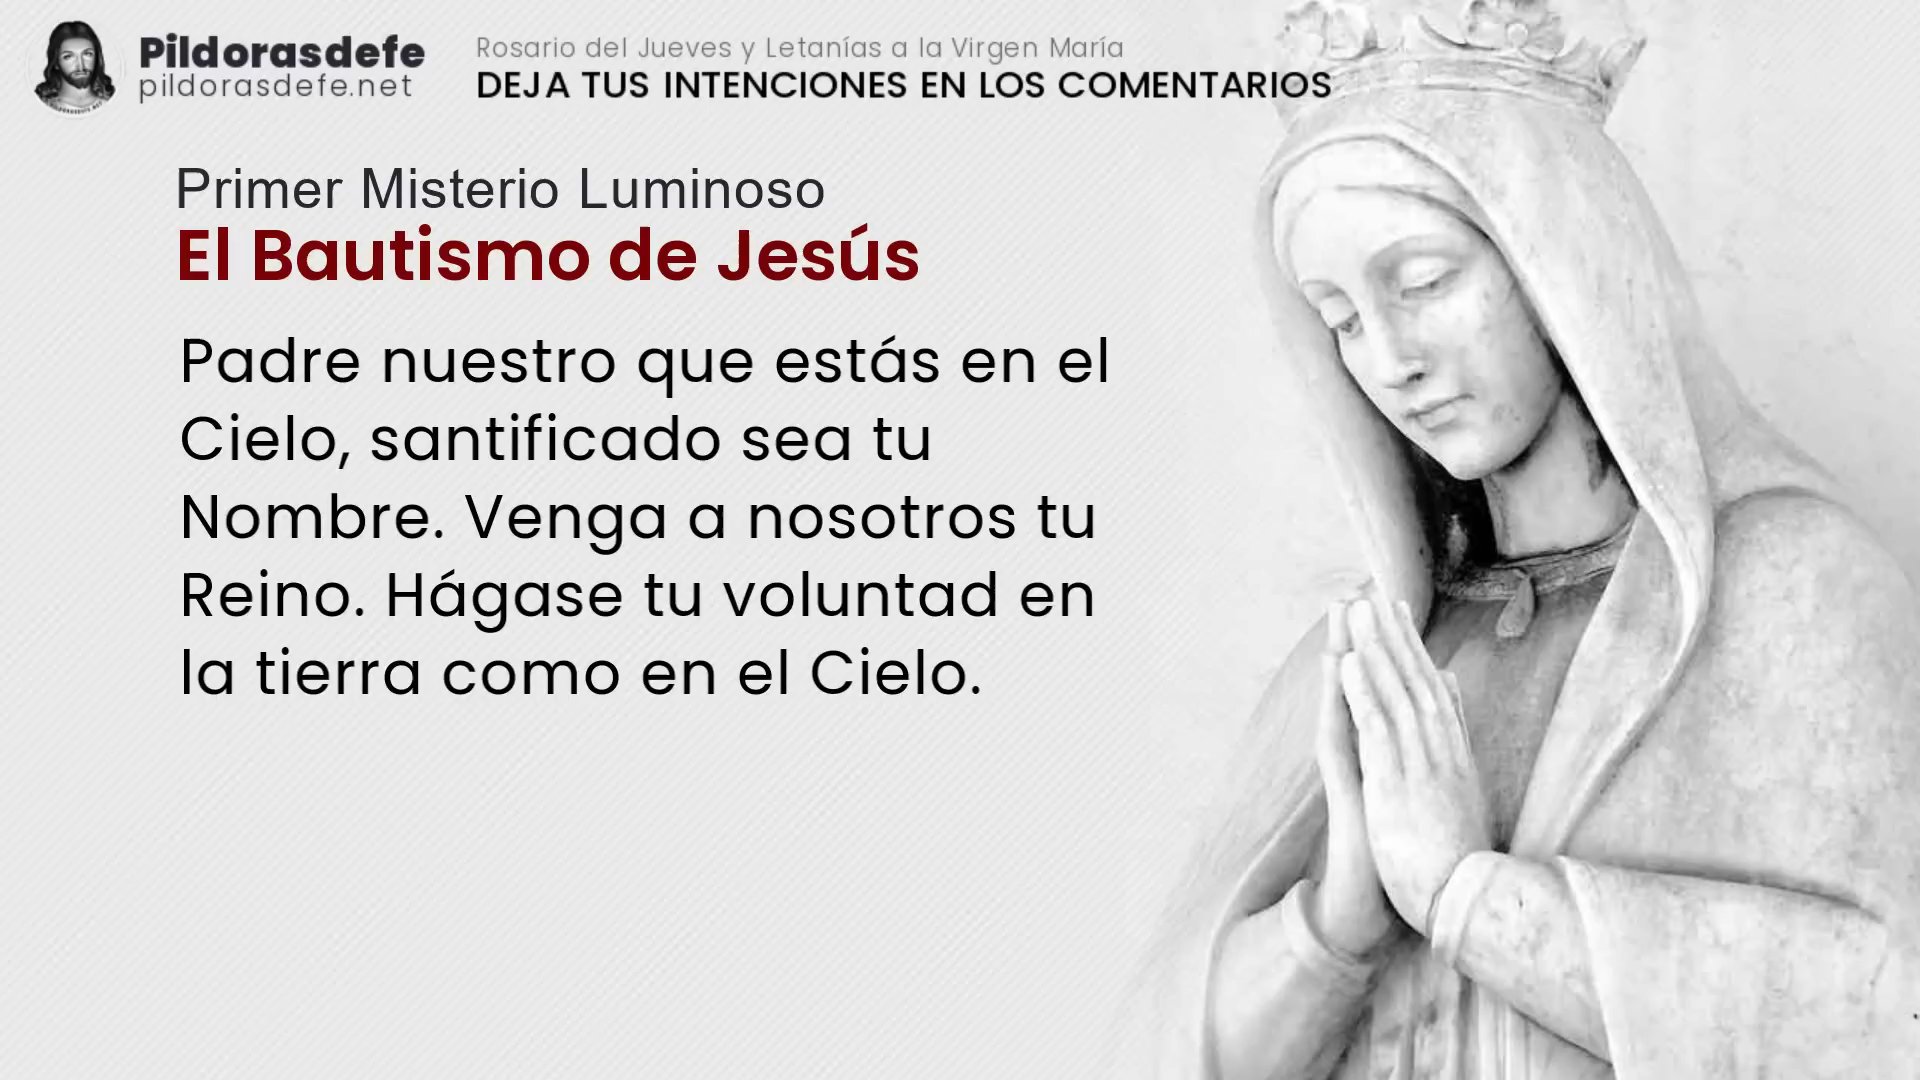 Pildorasdefe
pildorasdefe.net
Rosario del Jueves y Letanías a la Virgen María
DEJA TUS INTENCIONES EN LOS COMENTARIOS
Primer Misterio Luminoso
El Bautismo de Jesús
Padre nuestro que estás en el
Cielo, santificado sea tu
Nombre. Venga a nosotros tu
Reino. Hágase tu voluntad en
la tierra como en el Cielo.